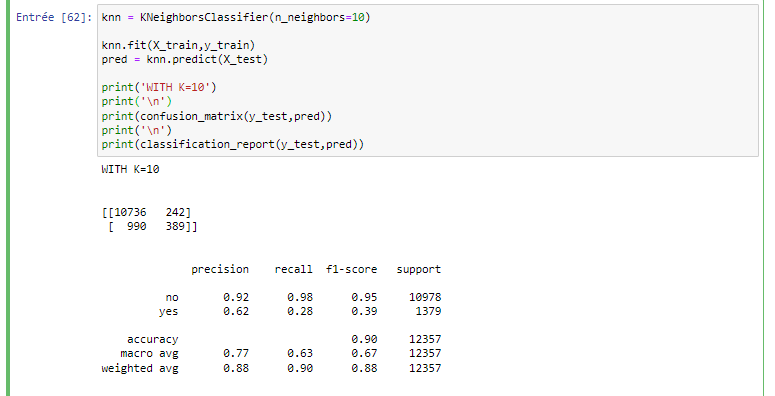 Entrée [62]: knn = KNeighborsClassifier(n_neighbors=10)
knn.fit(X_train,y_train)
pred = knn.predict(X_test)
print('WITH K=10')
print('\n')
print(confusion_matrix(y_test,pred))
print('\n')
print(classification_report(y_test,pred))
WITH K=10
[[10736 242]
[ 990 389]]
precision recall f1-score support
no 0.92 0.98 0.95 10978
yes 0.62 0.28 0.39 1379
accuracy 0.90 12357
macro avg 0.77 0.63 0.67 12357
weighted avg 0.88 0.90 0.88 12357